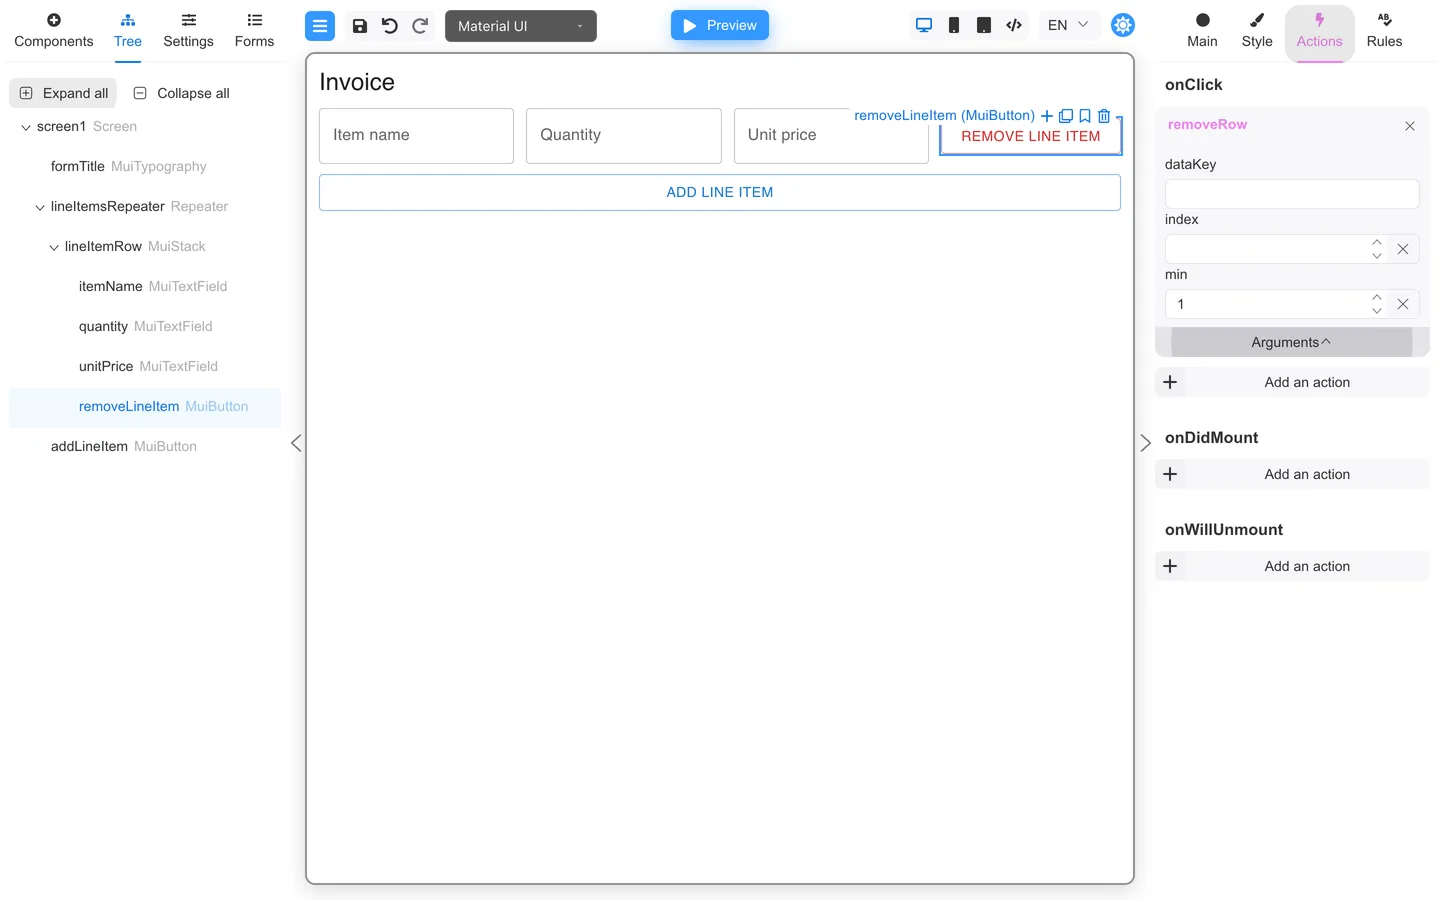 Components
Tree
Settings
Forms
Material UI
Preview
EN
Main
Style
Actions
AB
Rules
Expand all
Collapse all
screen1 Screen
formTitle MuiTypography
lineItemsRepeater Repeater
lineItemRow MuiStack
itemName MuiTextField
quantity MuiTextField
unitPrice MuiTextField
removeLineItem MuiButton
addLineItem MuiButton
Invoice
removeLineItem (MuiButton)
Item name
Quantity
Unit price
REMOVE LINE ITEM
ADD LINE ITEM
onClick
removeRow
dataKey
index
min
1
Arguments
Add an action
onDidMount
Add an action
onWillUnmount
Add an action